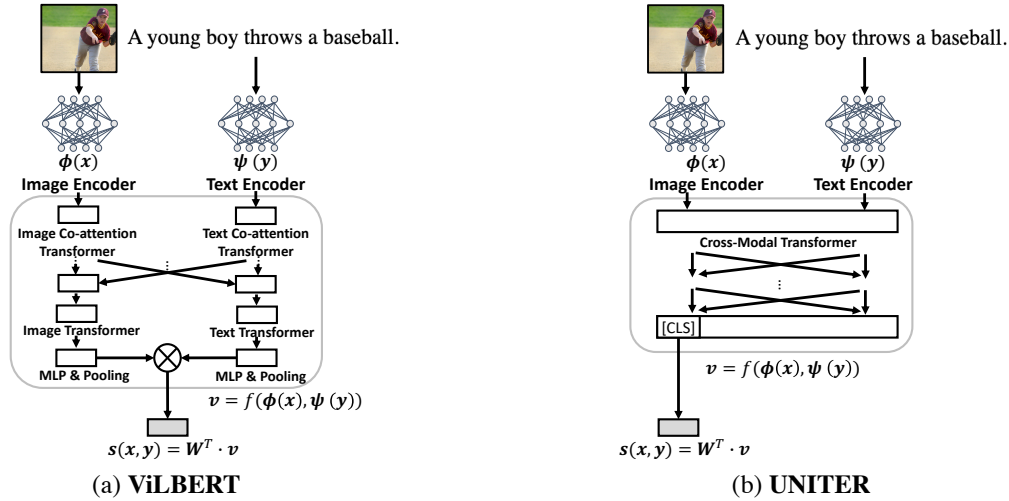 A young boy throws a baseball.
ϕ(x) ψ (y)
Image Encoder Text Encoder
Image Co-attention Text Co-attention
Transformer Transformer
⋮ ⋮ ⋮
Image Transformer Text Transformer
MLP & Pooling MLP & Pooling
v = f(ϕ(x), ψ (y))
s(x, y) = W^T · v
(a) ViLBERT
A young boy throws a baseball.
ϕ(x) ψ (y)
Image Encoder Text Encoder
Cross-Modal Transformer
⋮
[CLS]
v = f(ϕ(x), ψ (y))
s(x, y) = W^T · v
(b) UNITER